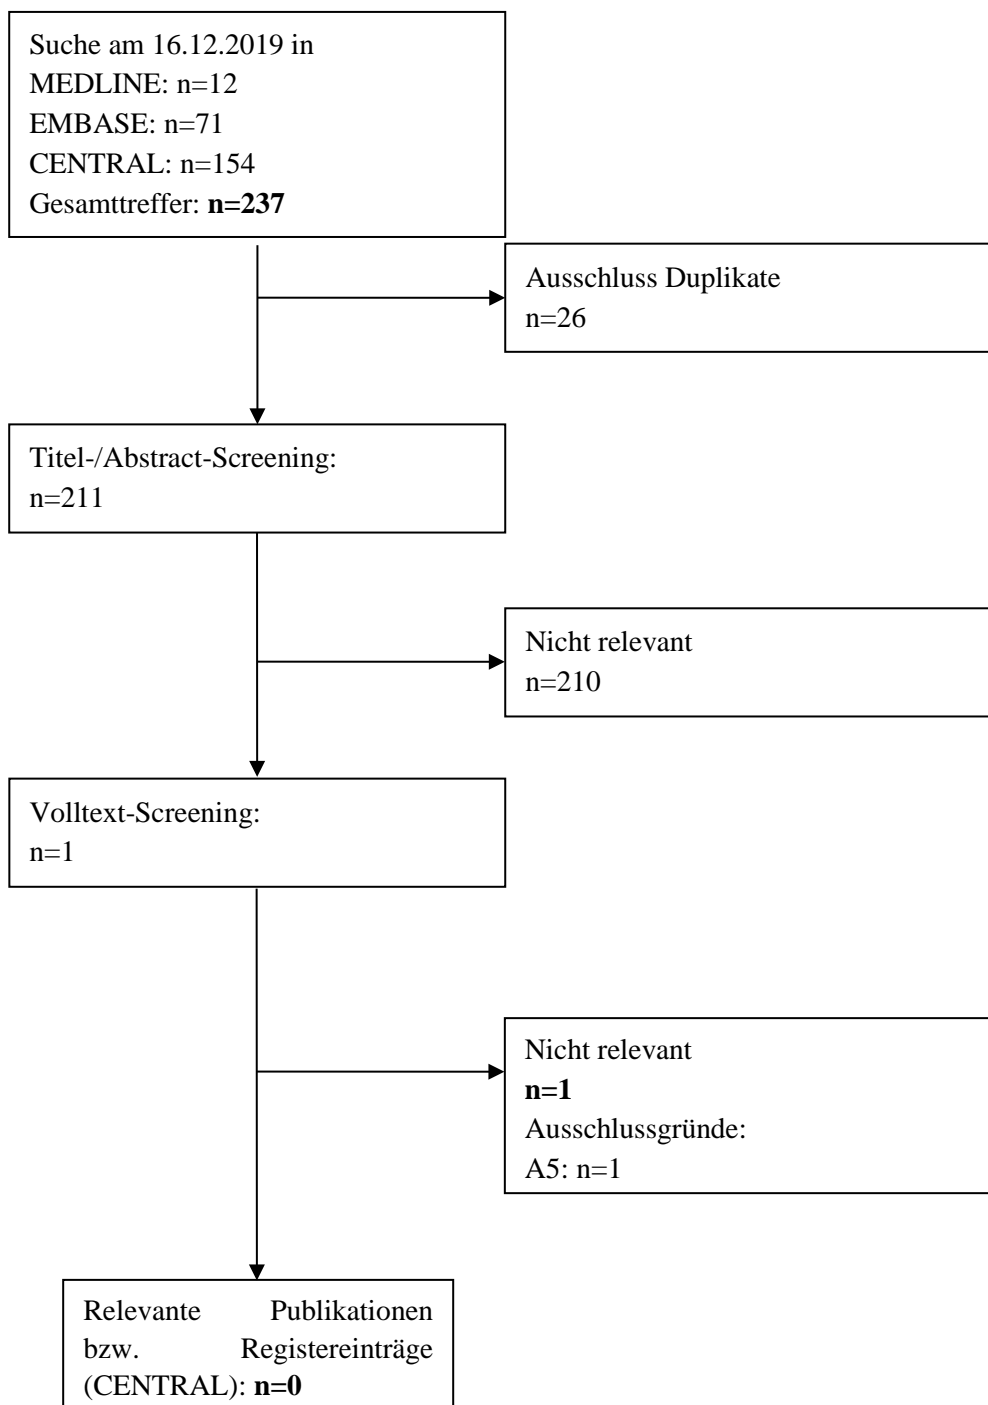 Suche am 16.12.2019 in
MEDLINE: n=12
EMBASE: n=71
CENTRAL: n=154
Gesamttreffer: n=237
Ausschluss Duplikate
n=26
Titel-/Abstract-Screening:
n=211
Nicht relevant
n=210
Volltext-Screening:
n=1
Nicht relevant
n=1
Ausschlussgründe:
A5: n=1
Relevante Publikationen
bzw. Registereinträge
(CENTRAL): n=0